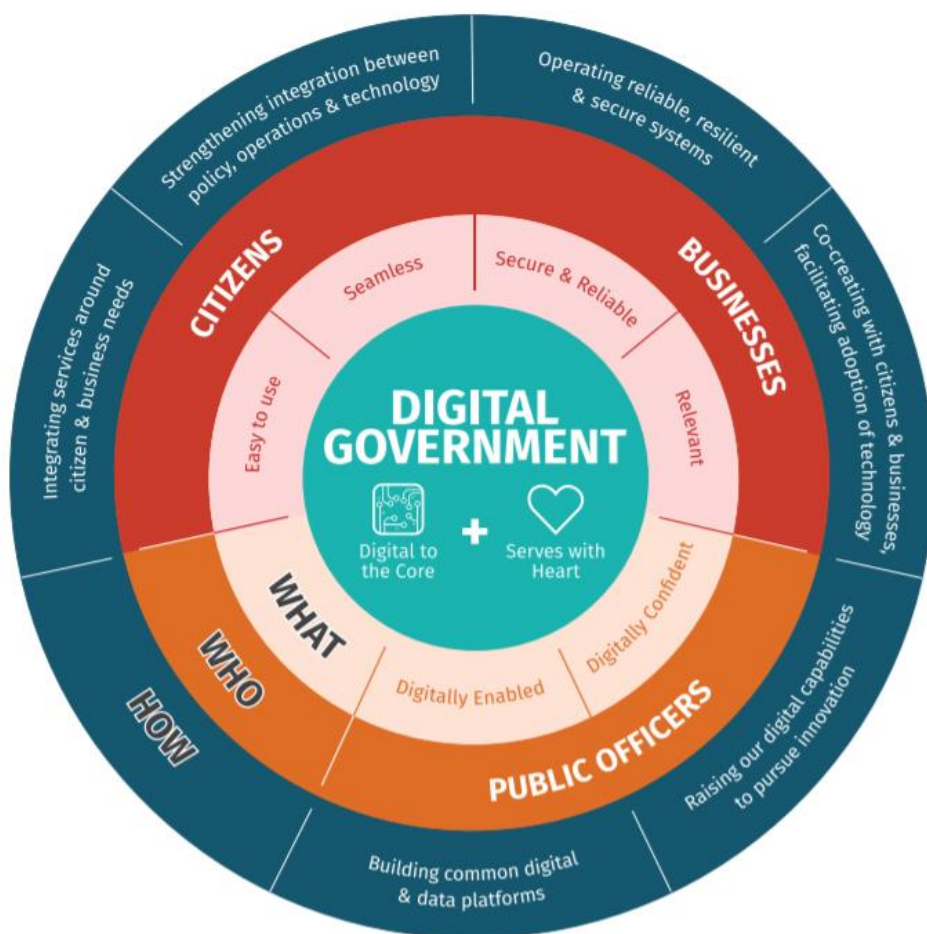 Strengthening integration between
policy, operations & technology
Operating reliable, resilient
& secure systems
Co-creating with citizens & businesses,
facilitating adoption of technology
Raising our digital capabilities
to pursue innovation
Building common digital
& data platforms
HOW
Integrating services around
citizen & business needs
CITIZENS
BUSINESSES
PUBLIC OFFICERS
WHO
Easy to use
Seamless
Secure & Reliable
Relevant
Digitally Confident
Digitally Enabled
WHAT
DIGITAL
GOVERNMENT
Digital to
the Core
+
Serves with
Heart